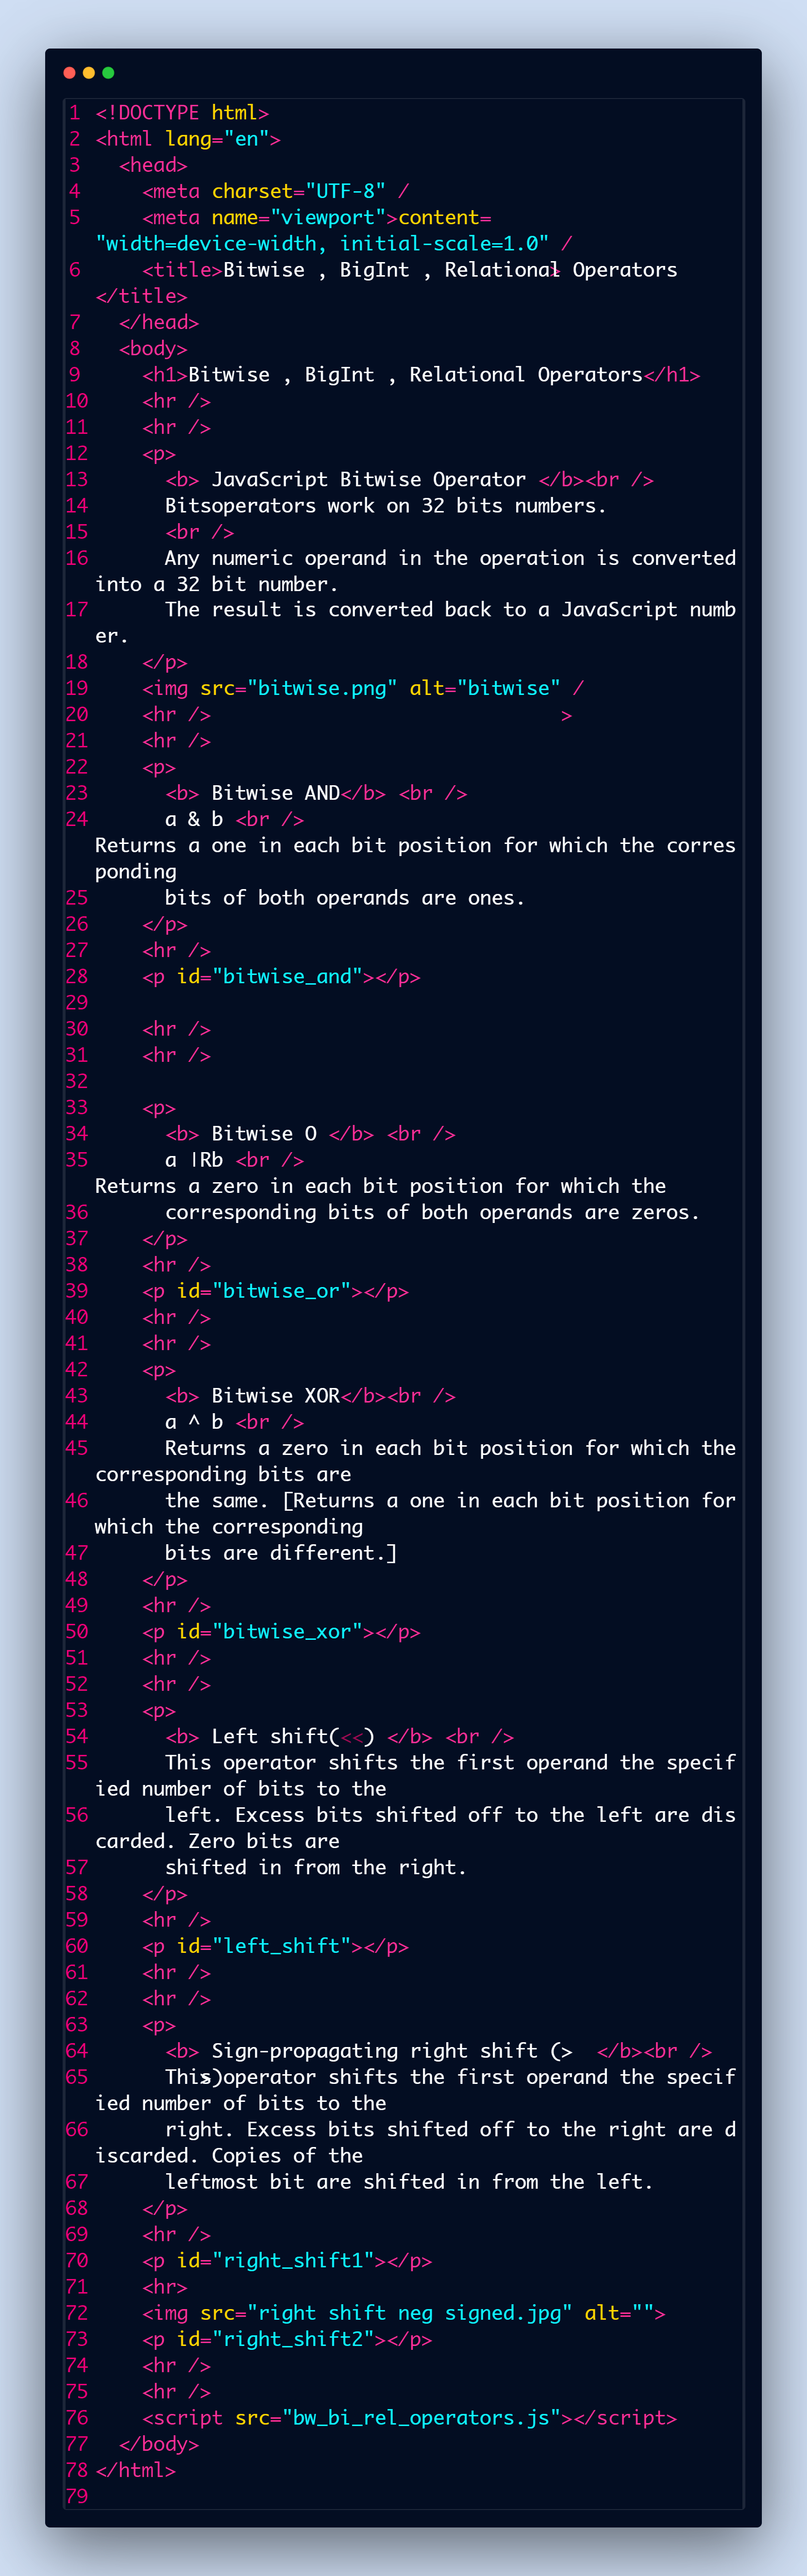 1 <!DOCTYPE html>
2 <html lang="en">
3   <head>
4     <meta charset="UTF-8" /
5     <meta name="viewport">content=
"width=device-width, initial-scale=1.0" /
6     <title>Bitwise , BigInt , Relational Operators
</title>
7   </head>
8   <body>
9     <h1>Bitwise , BigInt , Relational Operators</h1>
10     <hr />
11     <hr />
12     <p>
13       <b> JavaScript Bitwise Operator </b><br />
14       Bitsoperators work on 32 bits numbers.
15       <br />
16       Any numeric operand in the operation is converted
into a 32 bit number.
17       The result is converted back to a JavaScript numb
er.
18     </p>
19     <img src="bitwise.png" alt="bitwise" /
20     <hr />                              >
21     <hr />
22     <p>
23       <b> Bitwise AND</b> <br />
24       a & b <br />
Returns a one in each bit position for which the corres
ponding
25       bits of both operands are ones.
26     </p>
27     <hr />
28     <p id="bitwise_and"></p>
29
30     <hr />
31     <hr />
32
33     <p>
34       <b> Bitwise O </b> <br />
35       a |Rb <br />
Returns a zero in each bit position for which the
36       corresponding bits of both operands are zeros.
37     </p>
38     <hr />
39     <p id="bitwise_or"></p>
40     <hr />
41     <hr />
42     <p>
43       <b> Bitwise XOR</b><br />
44       a ^ b <br />
45       Returns a zero in each bit position for which the
corresponding bits are
46       the same. [Returns a one in each bit position for
which the corresponding
47       bits are different.]
48     </p>
49     <hr />
50     <p id="bitwise_xor"></p>
51     <hr />
52     <hr />
53     <p>
54       <b> Left shift(<<) </b> <br />
55       This operator shifts the first operand the specif
ied number of bits to the
56       left. Excess bits shifted off to the left are dis
carded. Zero bits are
57       shifted in from the right.
58     </p>
59     <hr />
60     <p id="left_shift"></p>
61     <hr />
62     <hr />
63     <p>
64       <b> Sign-propagating right shift (>  </b><br />
65       This>)operator shifts the first operand the specif
ied number of bits to the
66       right. Excess bits shifted off to the right are d
iscarded. Copies of the
67       leftmost bit are shifted in from the left.
68     </p>
69     <hr />
70     <p id="right_shift1"></p>
71     <hr>
72     <img src="right shift neg signed.jpg" alt="">
73     <p id="right_shift2"></p>
74     <hr />
75     <hr />
76     <script src="bw_bi_rel_operators.js"></script>
77   </body>
78 </html>
79